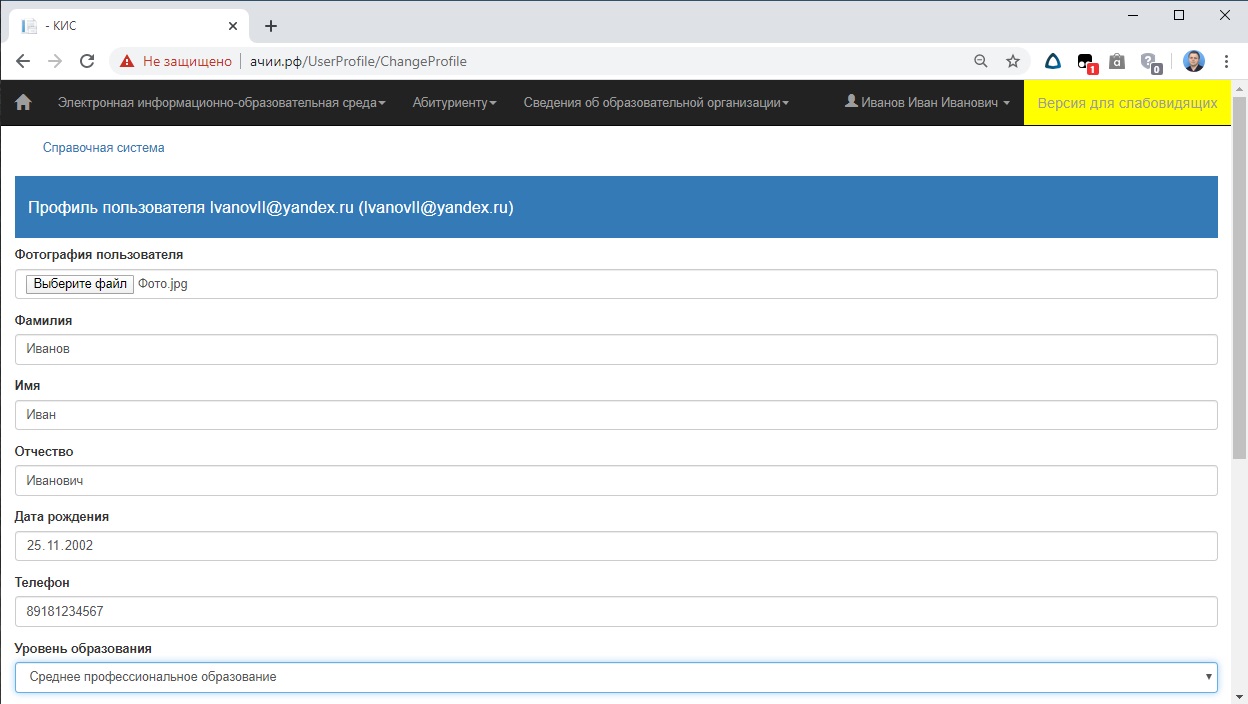 - КИС
Не защищено
ачии.рф/UserProfile/ChangeProfile
1
0
Электронная информационно-образовательная среда
Абитуриенту
Сведения об образовательной организации
Иванов Иван Иванович
Версия для слабовидящих
Справочная система
Профиль пользователя IvanovII@yandex.ru (IvanovII@yandex.ru)
Фотография пользователя
Выберите файл Фото.jpg
Фамилия
Иванов
Имя
Иван
Отчество
Иванович
Дата рождения
25.11.2002
Телефон
89181234567
Уровень образования
Среднее профессиональное образование